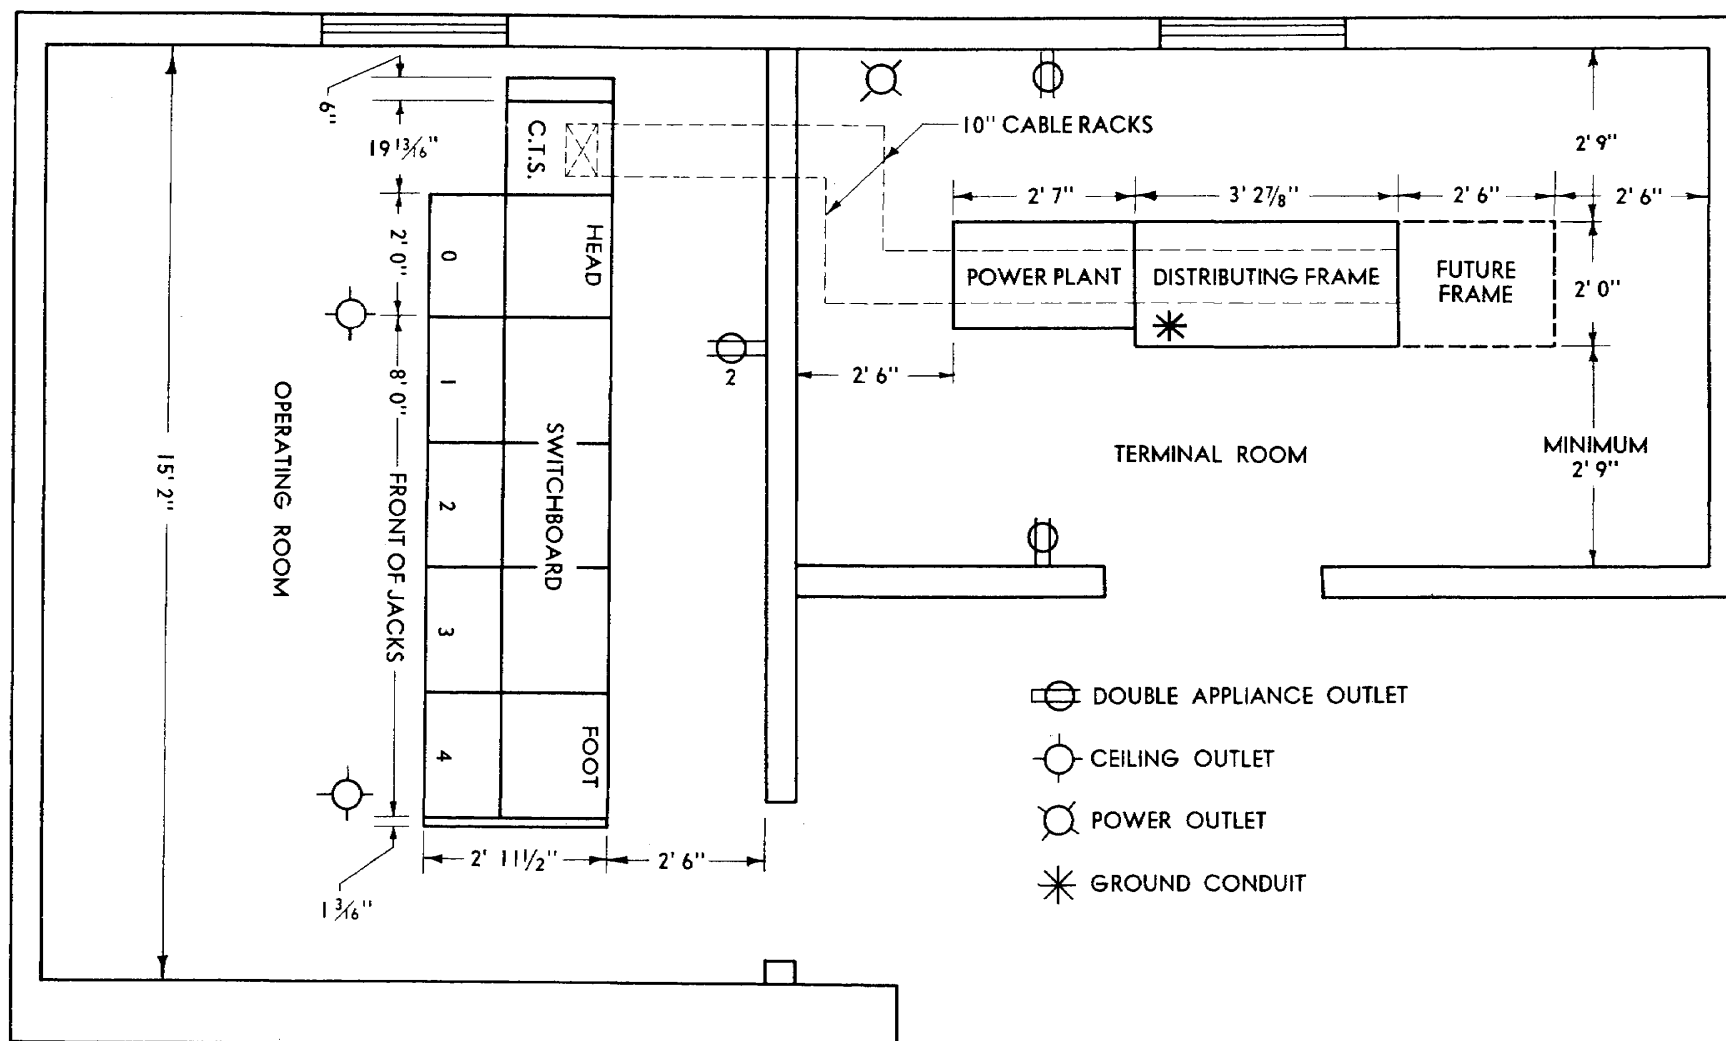 6"
19 13/16"
C.T.S.
2' 0"
HEAD
0
8' 0"
FRONT OF JACKS
1
2
3
4
SWITCHBOARD
FOOT
OPERATING ROOM
15' 2"
1 3/16"
2' 11 1/2"
2' 6"
2
10" CABLE RACKS
2' 9"
2' 7"
3' 2 7/8"
2' 6"
2' 6"
POWER PLANT
DISTRIBUTING FRAME
FUTURE
FRAME
2' 0"
2' 6"
TERMINAL ROOM
MINIMUM
2' 9"
DOUBLE APPLIANCE OUTLET
CEILING OUTLET
POWER OUTLET
GROUND CONDUIT